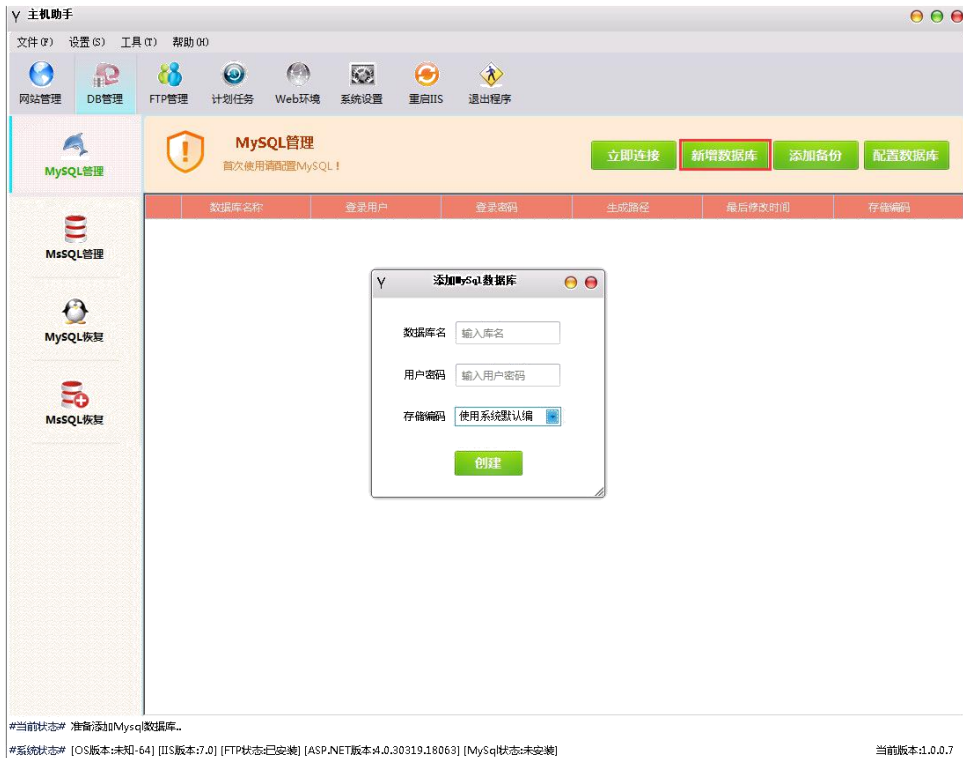 主机助手
文件(F) 设置(S) 工具(T) 帮助(H)
网站管理 DB管理 FTP管理 计划任务 Web环境 系统设置 重启IIS 退出程序
MySQL管理
MsSQL管理
MySQL恢复
MsSQL恢复
MySQL管理
首次使用请配置MySQL!
立即连接 新增数据库 添加备份 配置数据库
数据库名称 登录用户 登录密码 生成路径 最后修改时间 存储编码
添加MySql数据库
数据库名 输入库名
用户密码 输入用户密码
存储编码 使用系统默认编
创建
#当前状态# 准备添加Mysql数据库..
#系统状态# [OS版本:未知-64] [IIS版本:7.0] [FTP状态:已安装] [ASP.NET版本:4.0.30319.18063] [MySql状态:未安装] 当前版本:1.0.0.7